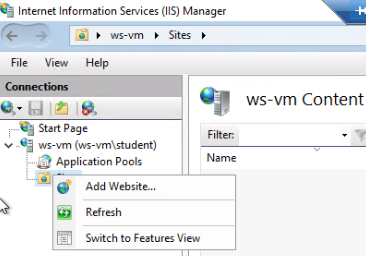 Internet Information Services (IIS) Manager
ws-vm Sites
File View Help
Connections
Start Page
ws-vm (ws-vm\student)
Application Pools
Add Website...
Refresh
Switch to Features View
ws-vm Content
Filter:
Name